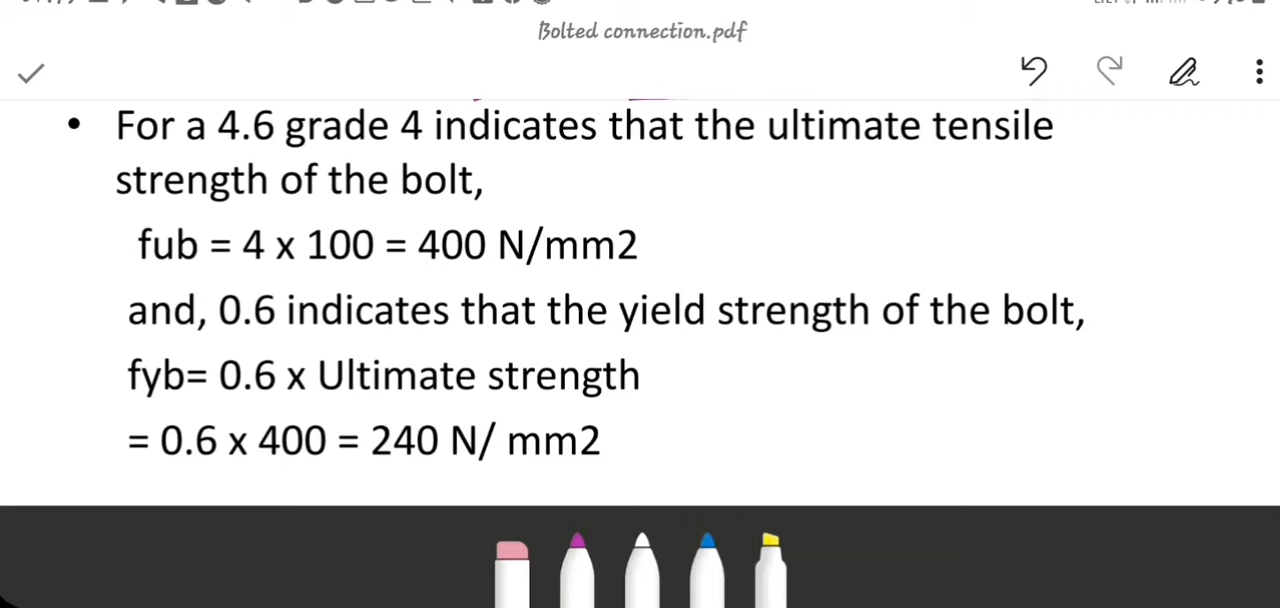 Bolted connection.pdf
• For a 4.6 grade 4 indicates that the ultimate tensile
strength of the bolt,
fub = 4 x 100 = 400 N/mm2
and, 0.6 indicates that the yield strength of the bolt,
fyb= 0.6 x Ultimate strength
= 0.6 x 400 = 240 N/ mm2